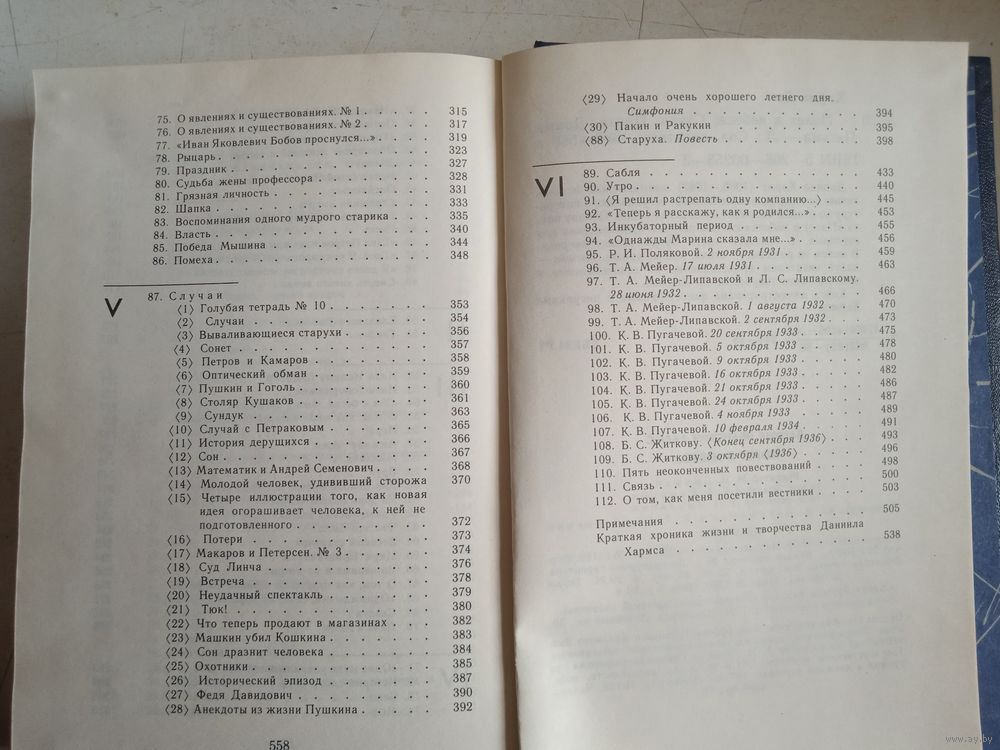 75. О явлениях и существованиях. № 1 . . . . . 315
76. О явлениях и существованиях. № 2 . . . . . 317
77. «Иван Яковлевич Бобов проснулся...» . . . . 319
78. Рыцарь . . . . . . . . . . . . . 323
79. Праздник . . . . . . . . . . . . 327
80. Судьба жены профессора . . . . . . . . 328
81. Грязная личность . . . . . . . . . . 331
82. Шапка . . . . . . . . . . . . . 333
83. Воспоминания одного мудрого старика . . . 335
84. Власть . . . . . . . . . . . . . 340
85. Победа Мышина . . . . . . . . . . 344
86. Помеха . . . . . . . . . . . . . 348
V
87. Случаи
⟨1⟩ Голубая тетрадь № 10 . . . . . . . 353
⟨2⟩ Случаи . . . . . . . . . . . 354
⟨3⟩ Вываливающиеся старухи . . . . . . 356
⟨4⟩ Сонет . . . . . . . . . . . . 357
⟨5⟩ Петров и Камаров . . . . . . . . 358
⟨6⟩ Оптический обман . . . . . . . . 359
⟨7⟩ Пушкин и Гоголь . . . . . . . . . 360
⟨8⟩ Столяр Кушаков . . . . . . . . . 361
⟨9⟩ Сундук . . . . . . . . . . . 363
⟨10⟩ Случай с Петраковым . . . . . . . 365
⟨11⟩ История дерущихся . . . . . . . . 366
⟨12⟩ Сон . . . . . . . . . . . . . 367
⟨13⟩ Математик и Андрей Семенович . . . . 368
⟨14⟩ Молодой человек, удививший сторожа 370
⟨15⟩ Четыре иллюстрации того, как новая
идея огорашивает человека, к ней не
подготовленного . . . . . . . . . 372
⟨16⟩ Потери . . . . . . . . . . . 373
⟨17⟩ Макаров и Петерсен. № 3 . . . . . . 374
⟨18⟩ Суд Линча . . . . . . . . . . . 376
⟨19⟩ Встреча . . . . . . . . . . . 378
⟨20⟩ Неудачный спектакль . . . . . . . 379
⟨21⟩ Тюк! . . . . . . . . . . . . 380
⟨22⟩ Что теперь продают в магазинах . . . 382
⟨23⟩ Машкин убил Кошкина . . . . . . . 383
⟨24⟩ Сон дразнит человека . . . . . . . 384
⟨25⟩ Охотники . . . . . . . . . . . 385
⟨26⟩ Исторический эпизод . . . . . . . 387
⟨27⟩ Федя Давидович . . . . . . . . . 390
⟨28⟩ Анекдоты из жизни Пушкина . . . . . 392
558
⟨29⟩ Начало очень хорошего летнего дня.
Симфония . . . . . . . . . . . 394
⟨30⟩ Пакин и Ракукин . . . . . . . . 395
⟨88⟩ Старуха. Повесть . . . . . . . . 398
VI
89. Сабля . . . . . . . . . . . . . 433
90. Утро . . . . . . . . . . . . . 440
91. ⟨Я решил растрепать одну компанию...⟩ . . . 445
92. «Теперь я расскажу, как я родился...» . . . . 453
93. Инкубаторный период . . . . . . . . 455
94. «Однажды Марина сказала мне...» . . . . . 456
95. Р. И. Поляковой. 2 ноября 1931 . . . . . . 459
96. Т. А. Мейер. 17 июля 1931 . . . . . . . . 463
97. Т. А. Мейер-Липавской и Л. С. Липавскому.
28 июня 1932 . . . . . . . . . . . 466
98. Т. А. Мейер-Липавской. 1 августа 1932 . . . . 470
99. Т. А. Мейер-Липавской. 2 сентября 1932 . . . . 473
100. К. В. Пугачевой. 20 сентября 1933 . . . . . 475
101. К. В. Пугачевой. 5 октября 1933 . . . . . 478
102. К. В. Пугачевой. 9 октября 1933 . . . . . 480
103. К. В. Пугачевой. 16 октября 1933 . . . . . 482
104. К. В. Пугачевой. 21 октября 1933 . . . . . 486
105. К. В. Пугачевой. 24 октября 1933 . . . . . 487
106. К. В. Пугачевой. 4 ноября 1933 . . . . . 489
107. К. В. Пугачевой. 10 февраля 1934 . . . . . 491
108. Б. С. Житкову. ⟨Конец сентября 1936⟩ . . . 493
109. Б. С. Житкову. 3 октября ⟨1936⟩ . . . . . 496
110. Пять неоконченных повествований . . . . 498
111. Связь . . . . . . . . . . . . . 500
112. О том, как меня посетили вестники . . . . 503
Примечания . . . . . . . . . . . . 505
Краткая хроника жизни и творчества Даниила
Хармса . . . . . . . . . . . . . 538
www.ay.by